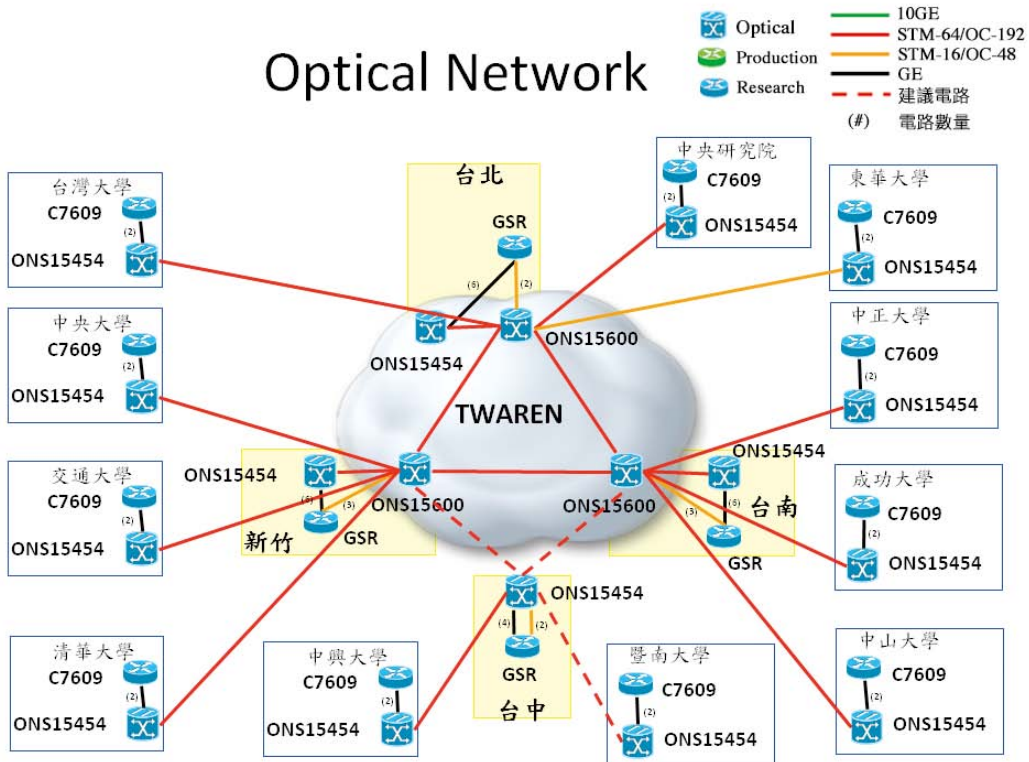 Optical Network
Optical
Production
Research
10GE
STM-64/OC-192
STM-16/OC-48
GE
建議電路
(#) 電路數量
台灣大學
C7609
(2)
ONS15454
台北
GSR
(6)
(2)
ONS15454
ONS15600
中央研究院
C7609
(2)
ONS15454
東華大學
C7609
(2)
ONS15454
中央大學
C7609
(2)
ONS15454
TWAREN
中正大學
C7609
(2)
ONS15454
交通大學
C7609
(2)
ONS15454
ONS15454
ONS15600
(6)
(3)
GSR
新竹
ONS15454
ONS15600
(3)
(6)
台南
GSR
成功大學
C7609
(2)
ONS15454
清華大學
C7609
(2)
ONS15454
中興大學
C7609
(2)
ONS15454
ONS15454
(4)
(2)
GSR
台中
暨南大學
C7609
(2)
ONS15454
中山大學
C7609
(2)
ONS15454